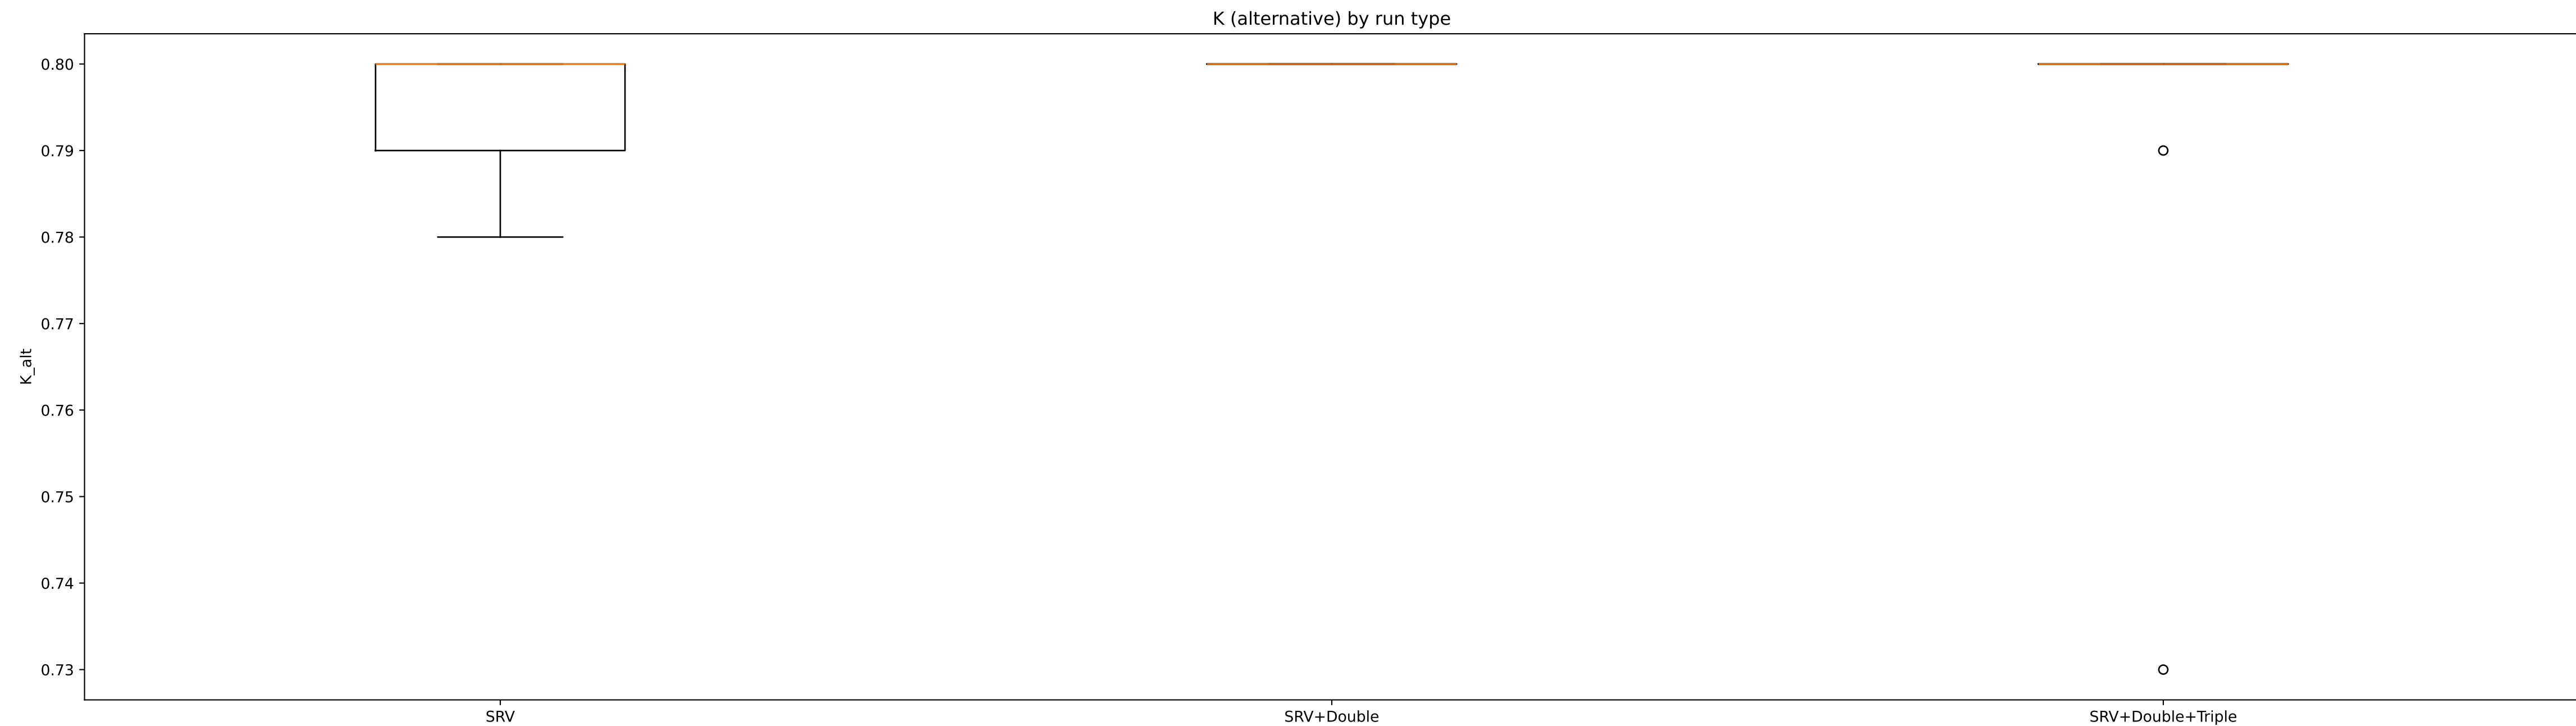 K (alternative) by run type
K_alt
0.80
0.79
0.78
0.77
0.76
0.75
0.74
0.73
SRV
SRV+Double
SRV+Double+Triple